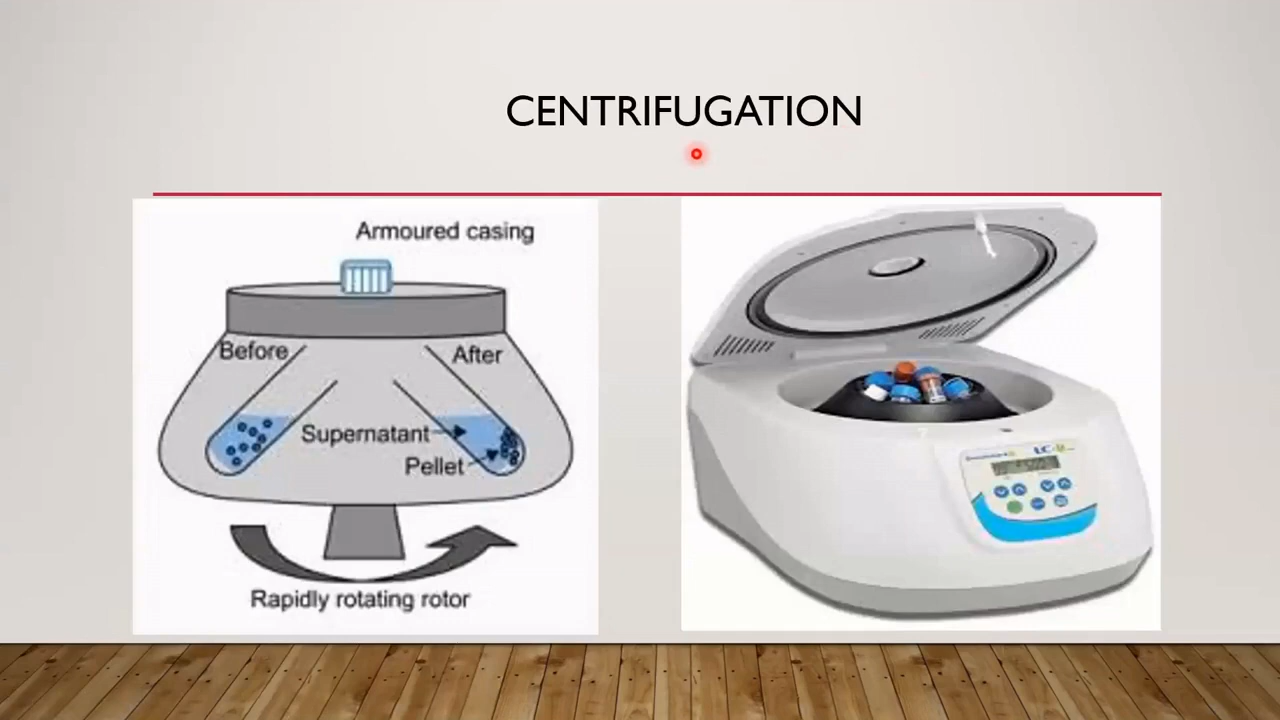 CENTRIFUGATION
Armoured casing
Before
After
Supernatant
Pellet
Rapidly rotating rotor